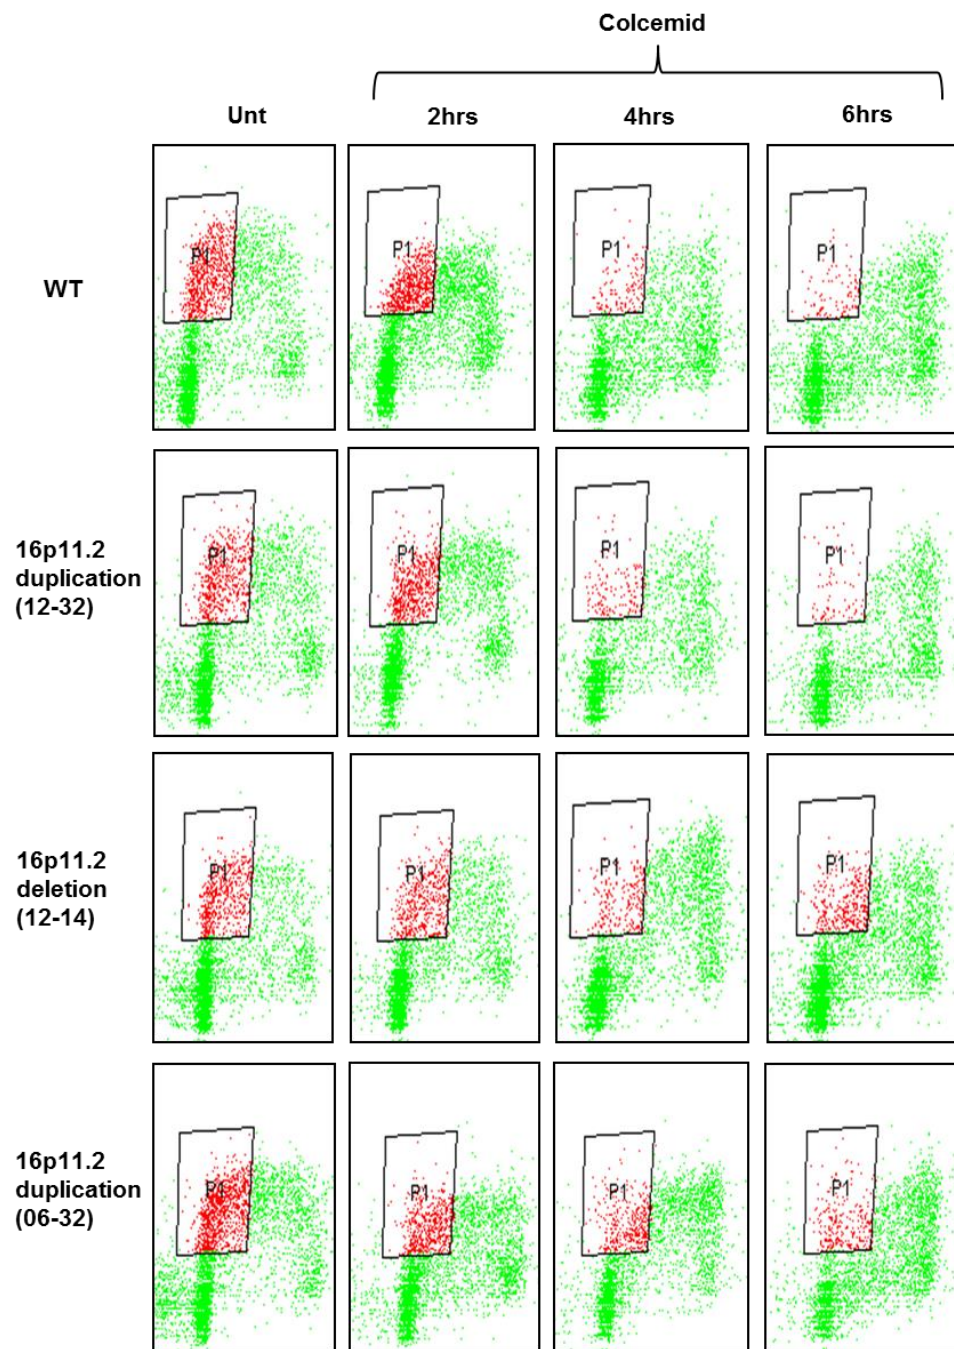 Colcemid
Unt 2hrs 4hrs 6hrs
WT
P1 P1 P1 P1
16p11.2
duplication
(12-32)
P1 P1 P1 P1
16p11.2
deletion
(12-14)
P1 P1 P1 P1
16p11.2
duplication
(06-32)
P1 P1 P1 P1